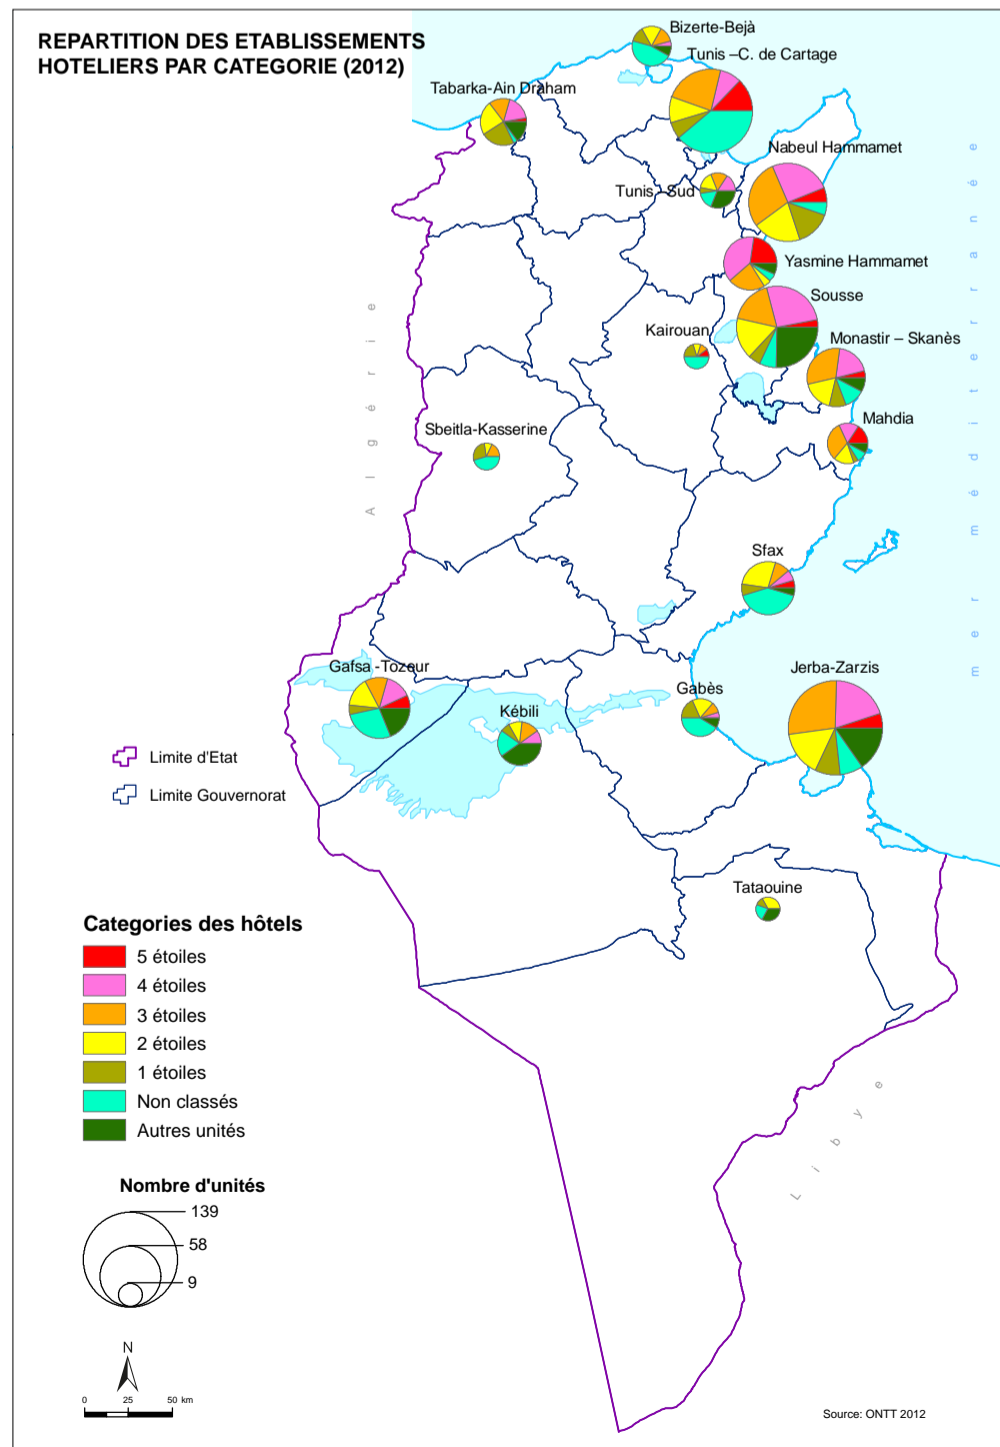 REPARTITION DES ETABLISSEMENTS
HOTELIERS PAR CATEGORIE (2012)
Bizerte-Bejà
Tunis –C. de Cartage
Tabarka-Ain Draham
Nabeul Hammamet
Tunis -Sud
Yasmine Hammamet
Sousse
Kairouan
Monastir – Skanès
Mahdia
Sbeitla-Kasserine
Sfax
Gafsa -Tozeur
Kébili
Gabès
Jerba-Zarzis
Tataouine
Algérie
mer méditerranée
Libye
Limite d'Etat
Limite Gouvernorat
Categories des hôtels
5 étoiles
4 étoiles
3 étoiles
2 étoiles
1 étoiles
Non classés
Autres unités
Nombre d'unités
139
58
9
N
0 25 50 km
Source: ONTT 2012